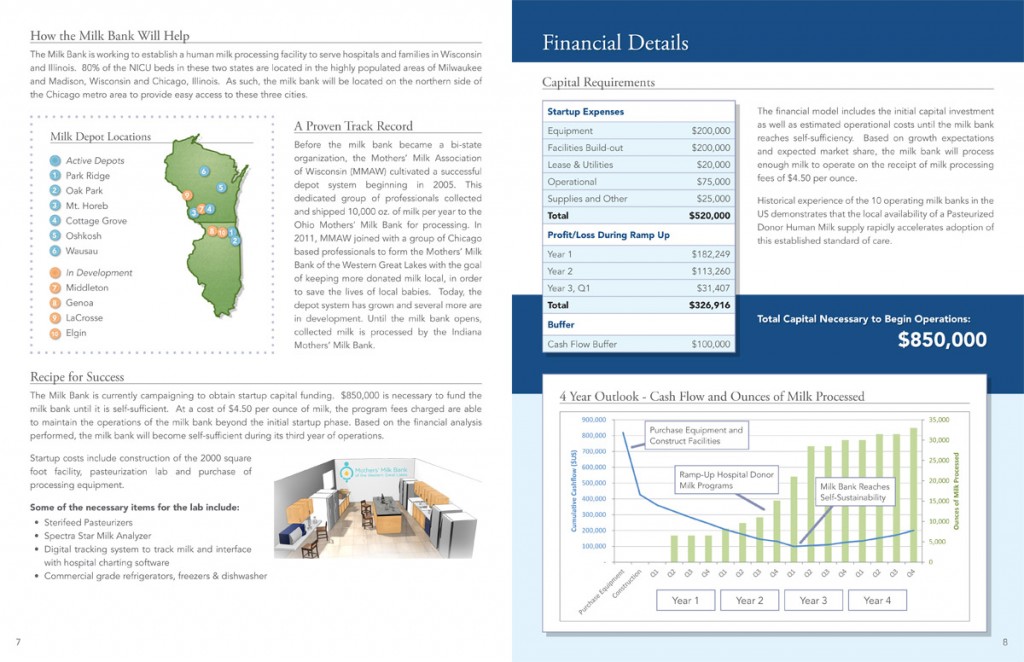 How the Milk Bank Will Help
The Milk Bank is working to establish a human milk processing facility to serve hospitals and families in Wisconsin
and Illinois. 80% of the NICU beds in these two states are located in the highly populated areas of Milwaukee
and Madison, Wisconsin and Chicago, Illinois. As such, the milk bank will be located on the northern side of
the Chicago metro area to provide easy access to these three cities.
Milk Depot Locations
Active Depots
1 Park Ridge
2 Oak Park
3 Mt. Horeb
4 Cottage Grove
5 Oshkosh
6 Wausau
in Development
7 Middleton
8 Genoa
9 LaCrosse
10 Elgin
6
5
9
3 7 4
8 10 1
2
A Proven Track Record
Before the milk bank became a bi-state
organization, the Mothers' Milk Association
of Wisconsin (MMAW) cultivated a successful
depot system beginning in 2005. This
dedicated group of professionals collected
and shipped 10,000 oz. of milk per year to the
Ohio Mothers' Milk Bank for processing. In
2011, MMAW joined with a group of Chicago
based professionals to form the Mothers' Milk
Bank of the Western Great Lakes with the goal
of keeping more donated milk local, in order
to save the lives of local babies. Today, the
depot system has grown and several more are
in development. Until the milk bank opens,
collected milk is processed by the Indiana
Mothers' Milk Bank.
Recipe for Success
The Milk Bank is currently campaigning to obtain startup capital funding. $850,000 is necessary to fund the
milk bank until it is self-sufficient. At a cost of $4.50 per ounce of milk, the program fees charged are able
to maintain the operations of the milk bank beyond the initial startup phase. Based on the financial analysis
performed, the milk bank will become self-sufficient during its third year of operations.
Startup costs include construction of the 2000 square
foot facility, pasteurization lab and purchase of
processing equipment.
Some of the necessary items for the lab include:
• Sterifeed Pasteurizers
• Spectra Star Milk Analyzer
• Digital tracking system to track milk and interface
with hospital charting software
• Commercial grade refrigerators, freezers & dishwasher
Mothers' Milk Bank
7
Financial Details
Capital Requirements
Startup Expenses
Equipment $200,000
Facilities Build-out $200,000
Lease & Utilities $20,000
Operational $75,000
Supplies and Other $25,000
Total $520,000
Profit/Loss During Ramp Up
Year 1 $182,249
Year 2 $113,260
Year 3, Q1 $31,407
Total $326,916
Buffer
Cash Flow Buffer $100,000
The financial model includes the initial capital investment
as well as estimated operational costs until the milk bank
reaches self-sufficiency. Based on growth expectations
and expected market share, the milk bank will process
enough milk to operate on the receipt of milk processing
fees of $4.50 per ounce.
Historical experience of the 10 operating milk banks in the
US demonstrates that the local availability of a Pasteurized
Donor Human Milk supply rapidly accelerates adoption of
this established standard of care.
Total Capital Necessary to Begin Operations:
$850,000
4 Year Outlook - Cash Flow and Ounces of Milk Processed
Cumulative Cashflow ($US)
900,000
800,000
700,000
600,000
500,000
400,000
300,000
200,000
100,000
-
Purchase Equipment and
Construct Facilities
Ramp-Up Hospital Donor
Milk Programs
Milk Bank Reaches
Self-Sustainability
35,000
30,000
25,000
20,000
15,000
10,000
5,000
0
Ounces of Milk Processed
Purchase Equipment
Construction
Q1 Q2 Q3 Q4 Q1 Q2 Q3 Q4 Q1 Q2 Q3 Q4 Q1 Q2 Q3 Q4
Year 1 Year 2 Year 3 Year 4
8